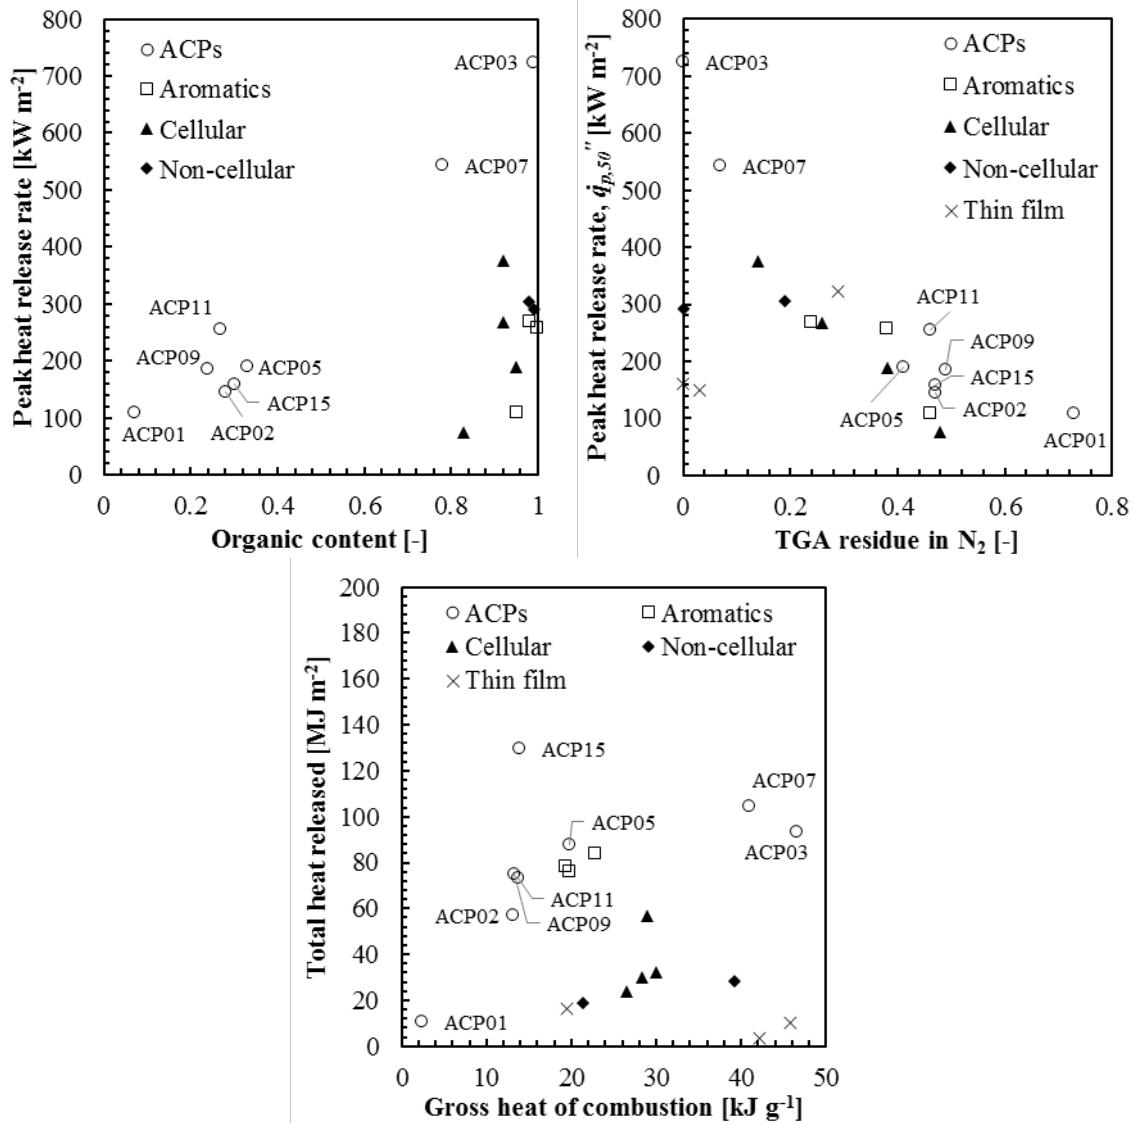 Peak heat release rate [kW m-2]
800
700
600
500
400
300
200
100
0
ACPs
Aromatics
Cellular
Non-cellular
ACP03
ACP07
ACP11
ACP09
ACP05
ACP15
ACP02
ACP01
0 0.2 0.4 0.6 0.8 1
Organic content [-]
Peak heat release rate, q̇p,50″ [kW m-2]
800
700
600
500
400
300
200
100
0
ACPs
Aromatics
Cellular
Non-cellular
Thin film
ACP03
ACP07
ACP11
ACP09
ACP15
ACP05
ACP02
ACP01
0 0.2 0.4 0.6 0.8
TGA residue in N2 [-]
Total heat released [MJ m-2]
200
180
160
140
120
100
80
60
40
20
0
ACPs Aromatics
Cellular Non-cellular
Thin film
ACP15
ACP07
ACP05
ACP03
ACP11
ACP02 ACP09
ACP01
0 10 20 30 40 50
Gross heat of combustion [kJ g-1]